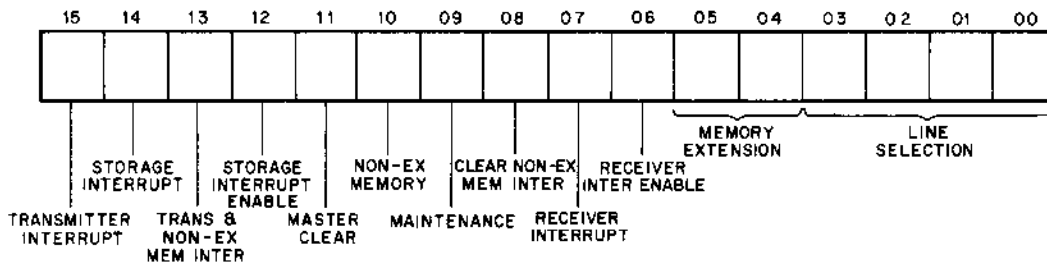 15 14 13 12 11 10 09 08 07 06 05 04 03 02 01 00
STORAGE
INTERRUPT
STORAGE
INTERRUPT
ENABLE
NON-EX
MEMORY
CLEAR NON-EX
MEM INTER
RECEIVER
INTER ENABLE
MEMORY
EXTENSION
LINE
SELECTION
TRANSMITTER
INTERRUPT
TRANS &
NON-EX
MEM INTER
MASTER
CLEAR
MAINTENANCE
RECEIVER
INTERRUPT